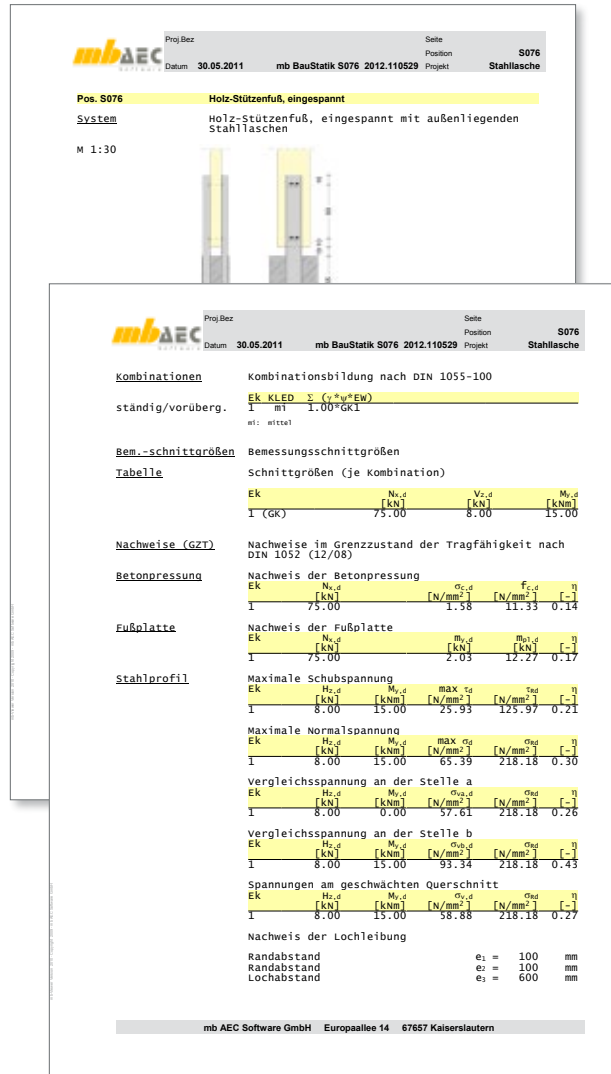 mb AEC
Software
Proj.Bez Seite
Position S076
Datum 30.05.2011 mb BauStatik S076 2012.110529 Projekt Stahllasche
Pos. S076 Holz-Stützenfuß, eingespannt
System Holz-Stützenfuß, eingespannt mit außenliegenden
Stahllaschen
M 1:30
mb AEC
Software
Proj.Bez Seite
Position S076
Datum 30.05.2011 mb BauStatik S076 2012.110529 Projekt Stahllasche
Kombinationen Kombinationsbildung nach DIN 1055-100
Ek KLED Σ (γ*ψ*EW)
ständig/vorüberg. 1 mi 1.00*GK1
mi: mittel
Bem.-schnittgrößen Bemessungsschnittgrößen
Tabelle Schnittgrößen (je Kombination)
Ek Nx,d Vz,d My,d
[kN] [kN] [kNm]
1 (GK) 75.00 8.00 15.00
Nachweise (GZT) Nachweise im Grenzzustand der Tragfähigkeit nach
DIN 1052 (12/08)
Betonpressung Nachweis der Betonpressung
Ek Nx,d σc,d fc,d η
[kN] [N/mm²] [N/mm²] [-]
1 75.00 1.58 11.33 0.14
Fußplatte Nachweis der Fußplatte
Ek Nx,d my,d mpl,d η
[kN] [kN] [kN] [-]
1 75.00 2.03 12.27 0.17
Stahlprofil Maximale Schubspannung
Ek Hz,d My,d max τd τRd η
[kN] [kNm] [N/mm²] [N/mm²] [-]
1 8.00 15.00 25.93 125.97 0.21
Maximale Normalspannung
Ek Hz,d My,d max σd σRd η
[kN] [kNm] [N/mm²] [N/mm²] [-]
1 8.00 15.00 65.39 218.18 0.30
Vergleichsspannung an der Stelle a
Ek Hz,d My,d σva,d σRd η
[kN] [kNm] [N/mm²] [N/mm²] [-]
1 8.00 0.00 57.61 218.18 0.26
Vergleichsspannung an der Stelle b
Ek Hz,d My,d σvb,d σRd η
[kN] [kNm] [N/mm²] [N/mm²] [-]
1 8.00 15.00 93.34 218.18 0.43
Spannungen am geschwächten Querschnitt
Ek Hz,d My,d σv,d σRd η
[kN] [kNm] [N/mm²] [N/mm²] [-]
1 8.00 15.00 58.88 218.18 0.27
Nachweis der Lochleibung
Randabstand e₁ = 100 mm
Randabstand e₂ = 100 mm
Lochabstand e₃ = 600 mm
mb AEC Software GmbH Europaallee 14 67657 Kaiserslautern